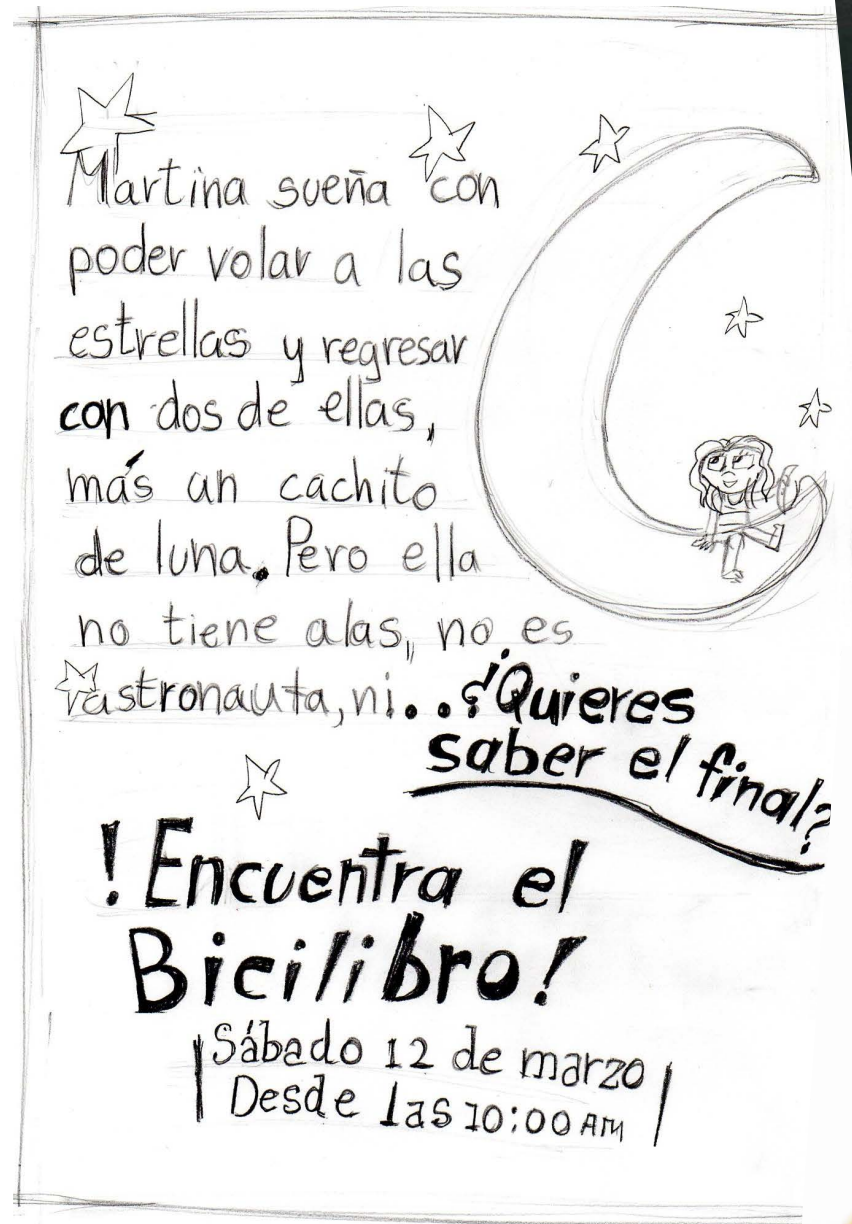 Martina sueña con
poder volar a las
estrellas y regresar
con dos de ellas,
más un cachito
de luna. Pero ella
no tiene alas, no es
astronauta, ni...¿Quieres
saber el final?
!Encuentra el
Bicilibro!
Sábado 12 de marzo
Desde las 10:00 AM